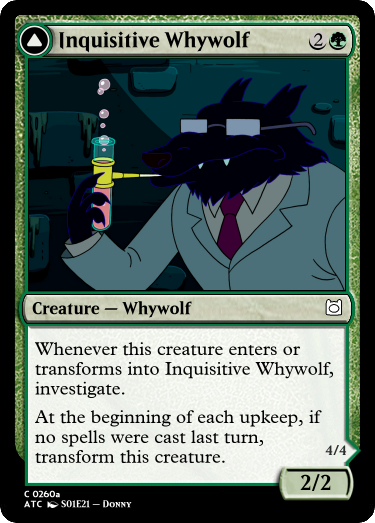 Inquisitive Whywolf 2
Creature — Whywolf
Whenever this creature enters or
transforms into Inquisitive Whywolf,
investigate.
At the beginning of each upkeep, if
no spells were cast last turn,
transform this creature.
4/4
2/2
C 0260a
ATC S01E21 — Donny